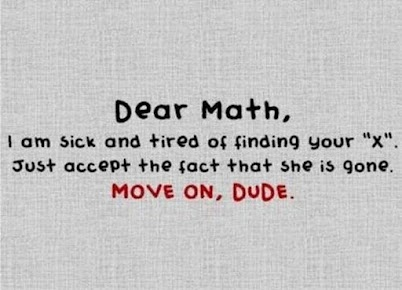 Dear Math,
I am sick and tired of finding your "x".
Just accept the fact that she is gone.
MOVE ON, DUDE.